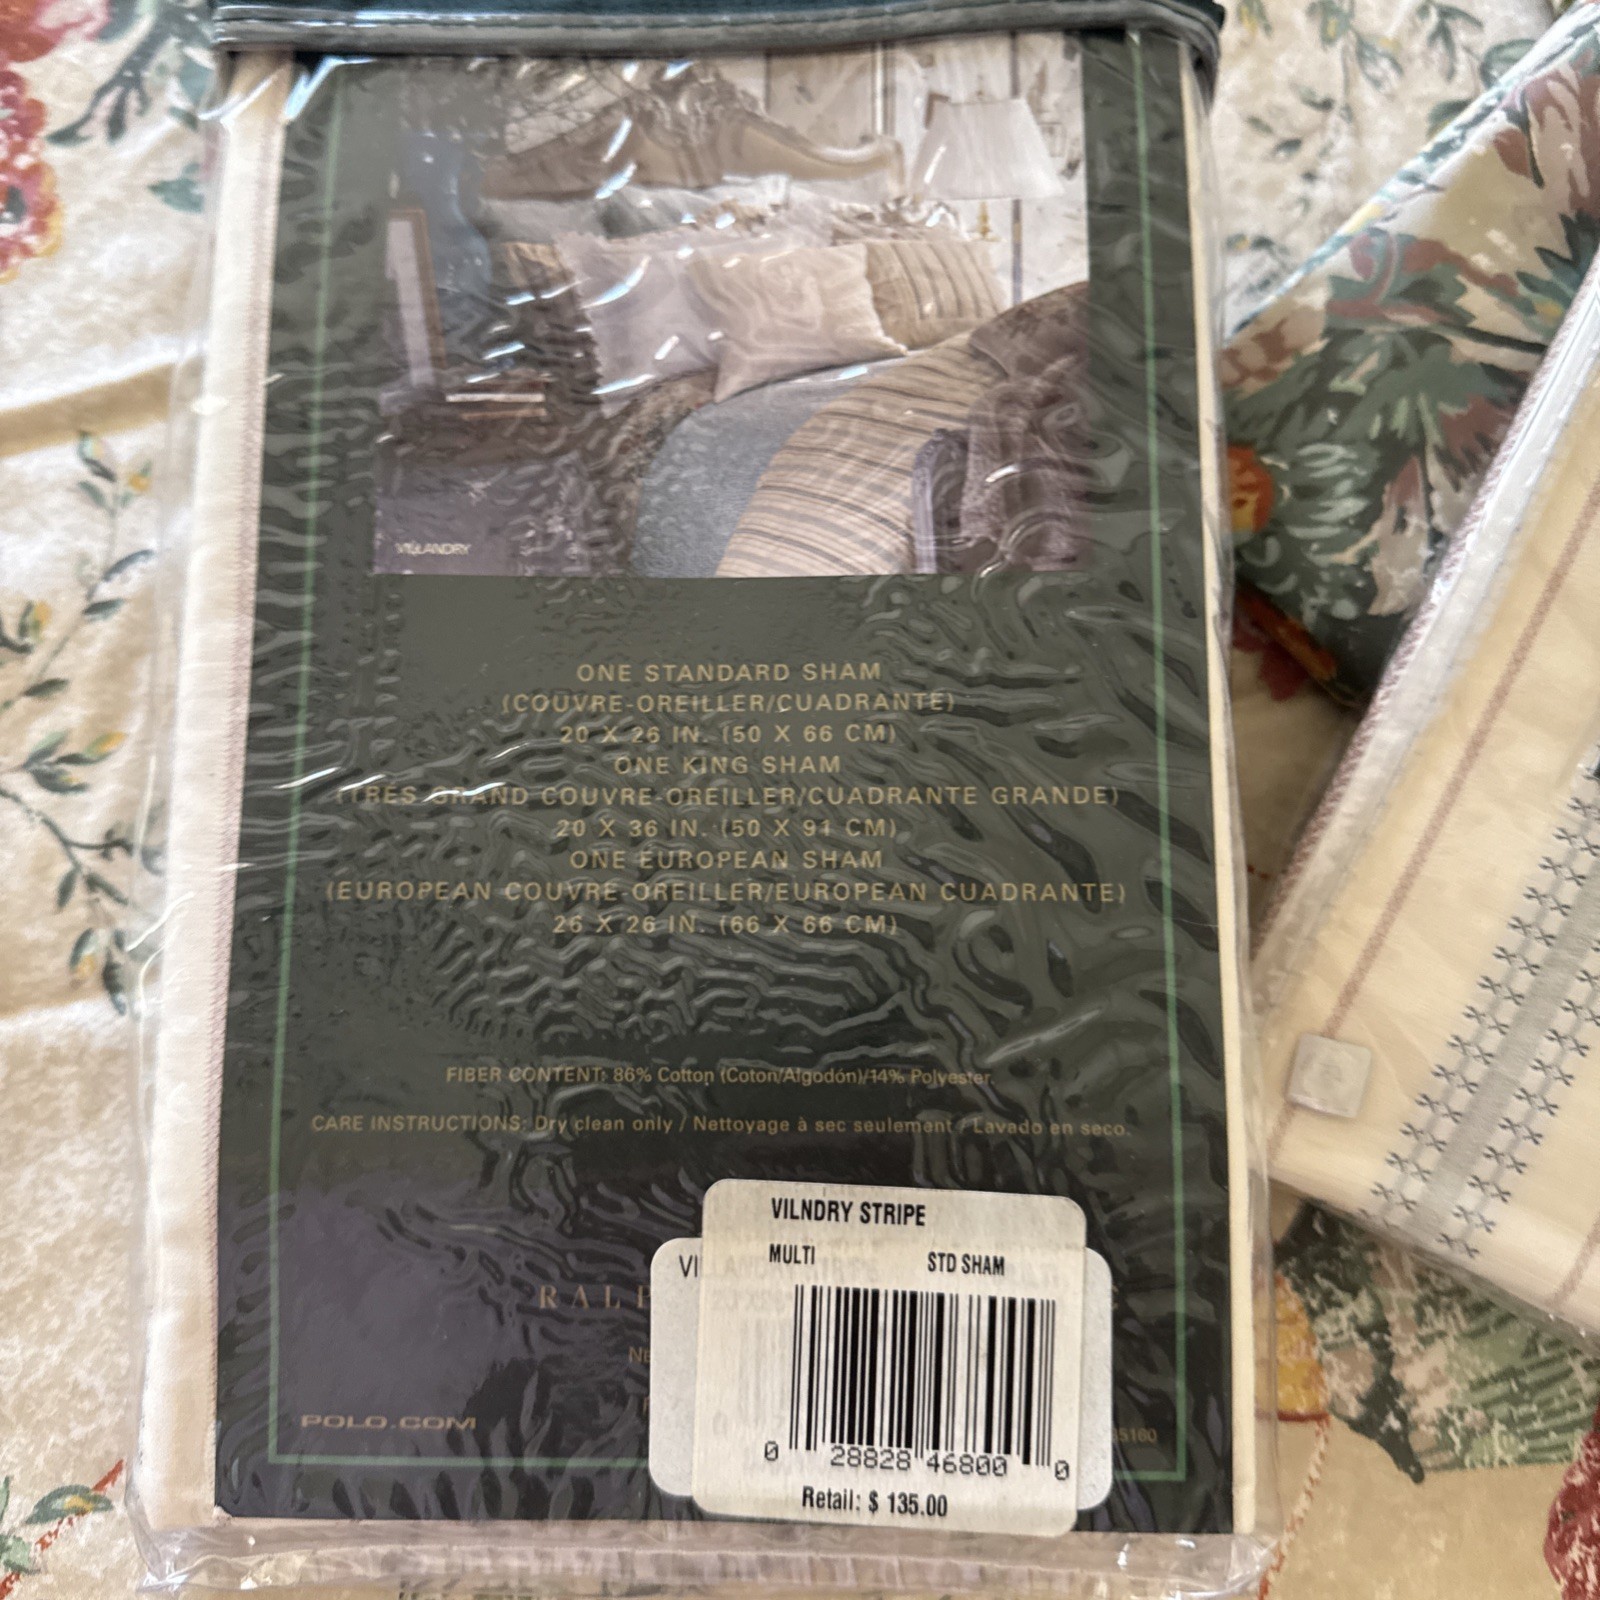 VILLANDRY
ONE STANDARD SHAM
(COUVRE-OREILLER/CUADRANTE)
20 X 26 IN. (50 X 66 CM)
ONE KING SHAM
(TRES GRAND COUVRE-OREILLER/CUADRANTE GRANDE)
20 X 36 IN. (50 X 91 CM)
ONE EUROPEAN SHAM
(EUROPEAN COUVRE-OREILLER/EUROPEAN CUADRANTE)
26 X 26 IN. (66 X 66 CM)
FIBER CONTENT: 86% Cotton (Coton/Algodón)/14% Polyester.
CARE INSTRUCTIONS: Dry clean only / Nettoyage à sec seulement / Lavado en seco.
VILNDRY STRIPE
MULTI STD SHAM
0 28828 46800 0
Retail: $ 135.00
POLO.COM